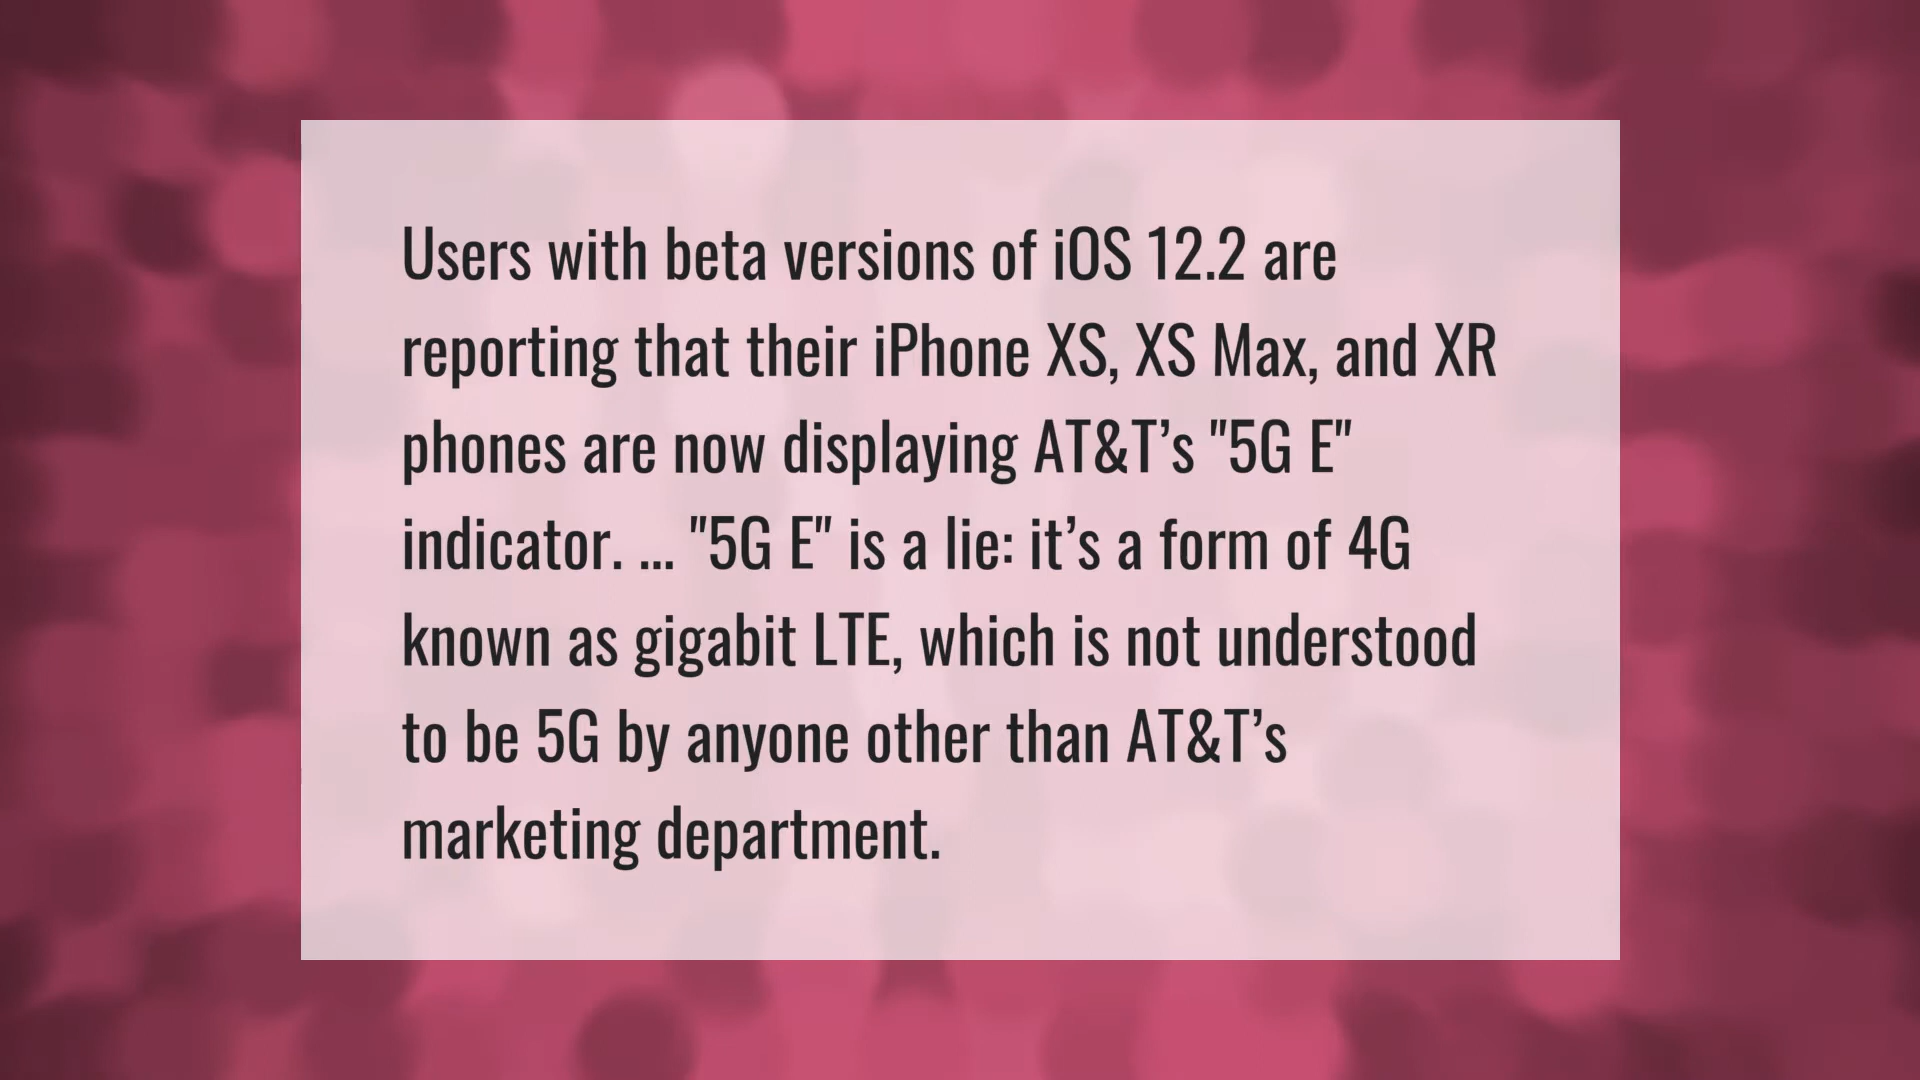 Users with beta versions of iOS 12.2 are
reporting that their iPhone XS, XS Max, and XR
phones are now displaying AT&T’s "5G E"
indicator. ... "5G E" is a lie: it’s a form of 4G
known as gigabit LTE, which is not understood
to be 5G by anyone other than AT&T’s
marketing department.